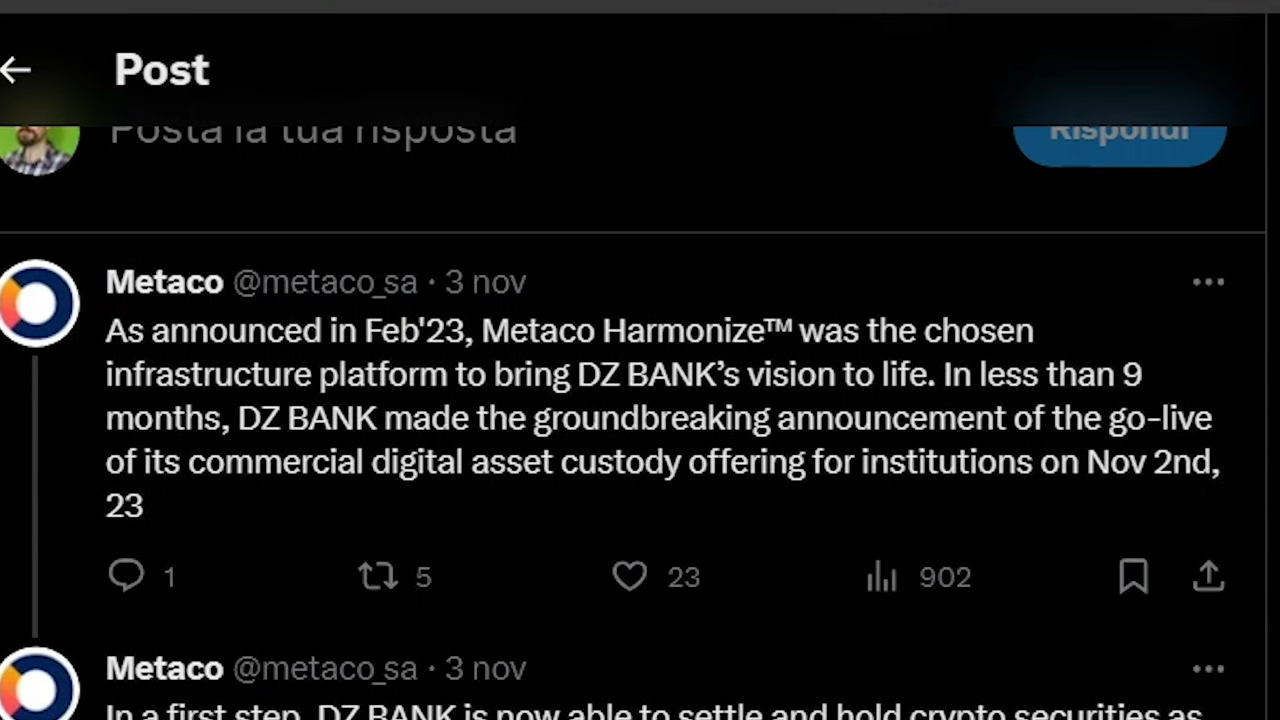 Post
Posta la tua risposta
Rispondi
Metaco @metaco_sa · 3 nov
As announced in Feb'23, Metaco Harmonize™ was the chosen
infrastructure platform to bring DZ BANK’s vision to life. In less than 9
months, DZ BANK made the groundbreaking announcement of the go-live
of its commercial digital asset custody offering for institutions on Nov 2nd,
23
1 5 23 902
Metaco @metaco_sa · 3 nov
In a first step, DZ BANK is now able to settle and hold crypto securities as